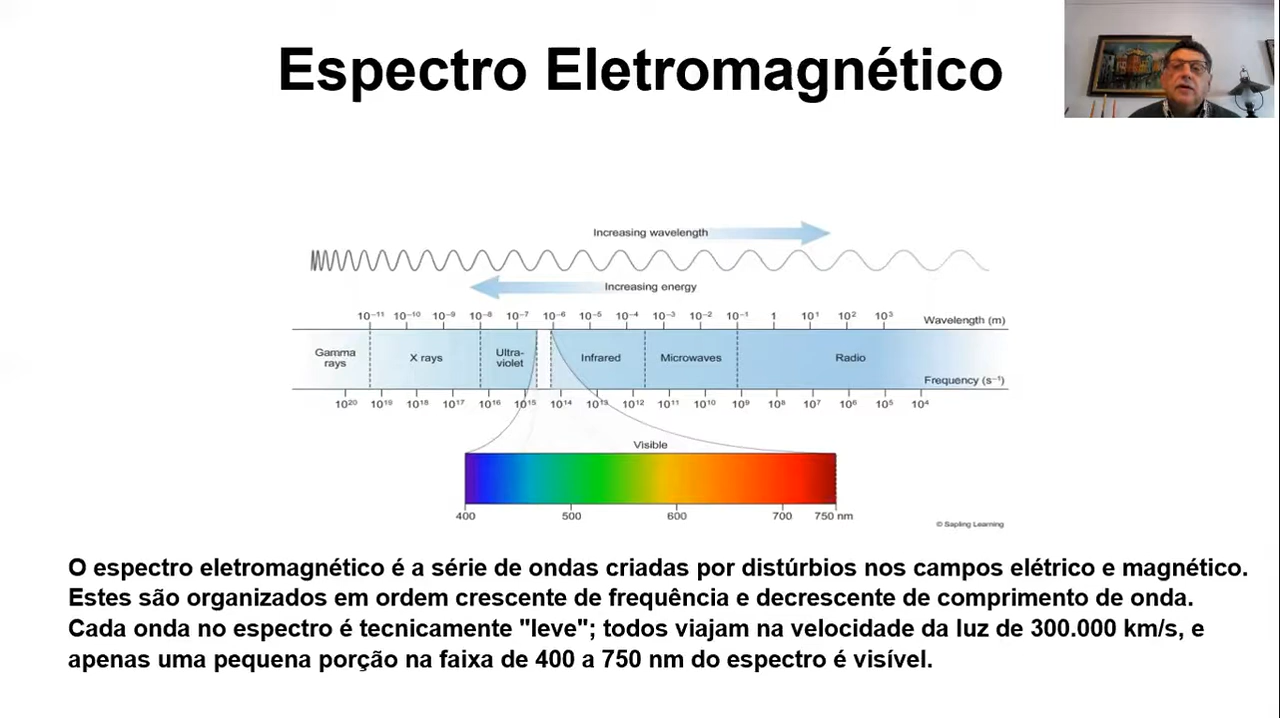 Espectro Eletromagnético
Increasing wavelength
Increasing energy
10⁻¹¹ 10⁻¹⁰ 10⁻⁹ 10⁻⁸ 10⁻⁷ 10⁻⁶ 10⁻⁵ 10⁻⁴ 10⁻³ 10⁻² 10⁻¹ 1 10¹ 10² 10³ Wavelength (m)
Gamma rays X rays Ultra-violet Infrared Microwaves Radio
Frequency (s⁻¹)
10²⁰ 10¹⁹ 10¹⁸ 10¹⁷ 10¹⁶ 10¹⁵ 10¹⁴ 10¹³ 10¹² 10¹¹ 10¹⁰ 10⁹ 10⁸ 10⁷ 10⁶ 10⁵ 10⁴
Visible
400 500 600 700 750 nm
© Sapling Learning
O espectro eletromagnético é a série de ondas criadas por distúrbios nos campos elétrico e magnético.
Estes são organizados em ordem crescente de frequência e decrescente de comprimento de onda.
Cada onda no espectro é tecnicamente "leve"; todos viajam na velocidade da luz de 300.000 km/s, e
apenas uma pequena porção na faixa de 400 a 750 nm do espectro é visível.